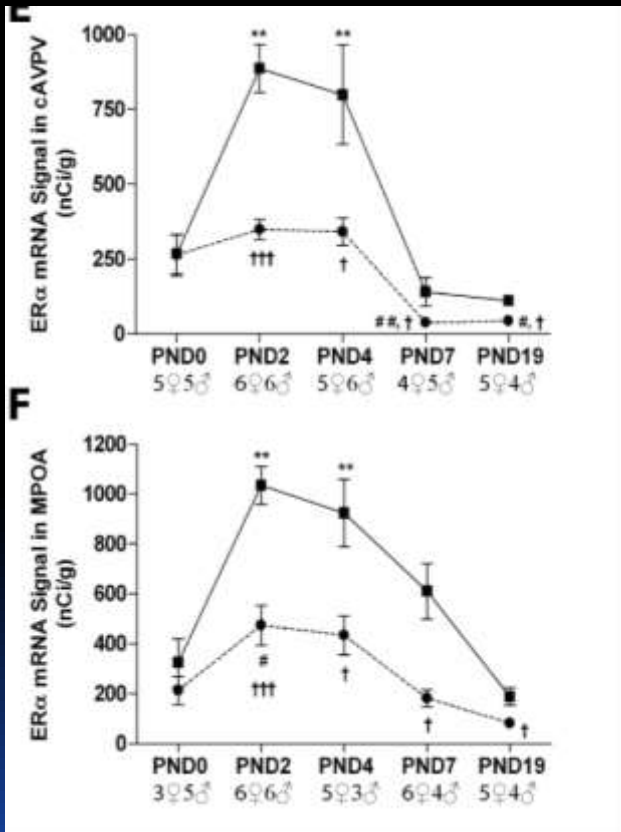 E
ERα mRNA Signal in cAVPV
(nCi/g)
1000
750
500
250
0
** **
††† †
##, † #, †
PND0 PND2 PND4 PND7 PND19
5♀5♂ 6♀6♂ 5♀6♂ 4♀5♂ 5♀4♂
F
ERα mRNA Signal in MPOA
(nCi/g)
1200
1000
800
600
400
200
0
** **
#
††† †
† †
PND0 PND2 PND4 PND7 PND19
3♀5♂ 6♀6♂ 5♀3♂ 6♀4♂ 5♀4♂